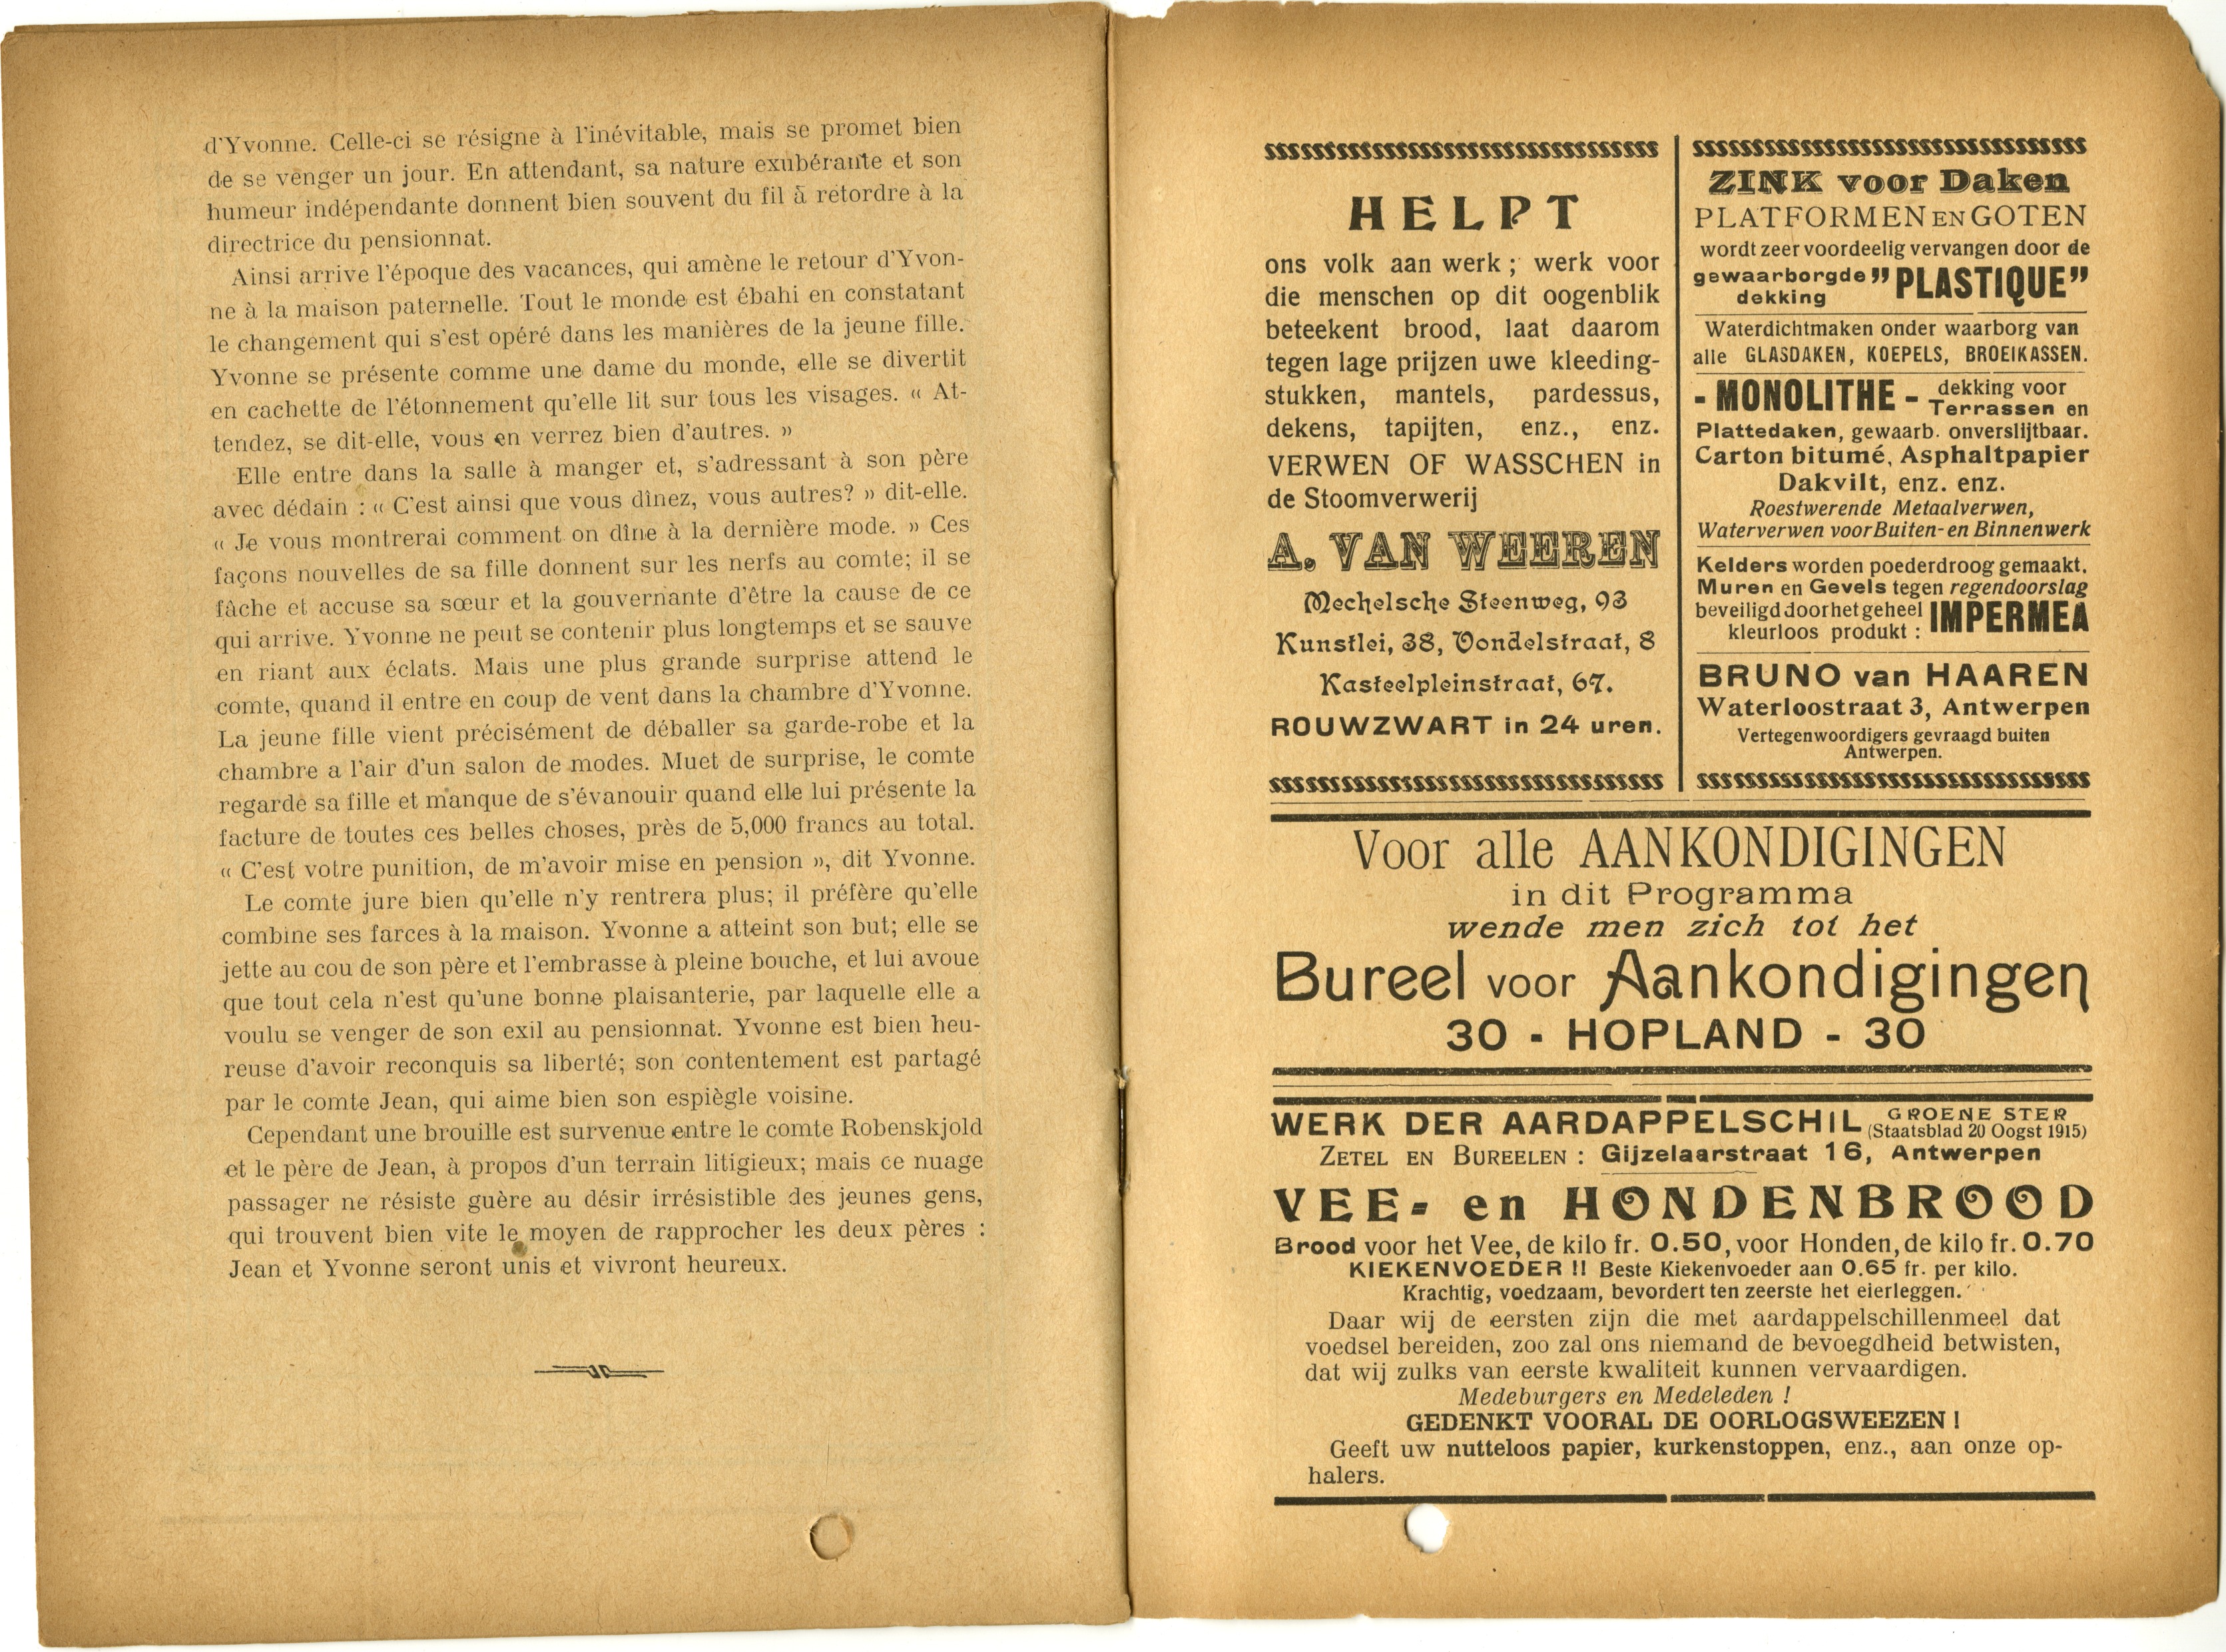 d'Yvonne. Celle-ci se résigne à l'inévitable, mais se promet bien
de se venger un jour. En attendant, sa nature exubérante et son
humeur indépendante donnent bien souvent du fil à retordre à la
directrice du pensionnat.
Ainsi arrive l'époque des vacances, qui amène le retour d'Yvon-
ne à la maison paternelle. Tout le monde est ébahi en constatant
le changement qui s'est opéré dans les manières de la jeune fille.
Yvonne se présente comme une dame du monde, elle se divertit
en cachette de l'étonnement qu'elle lit sur tous les visages. « At-
tendez, se dit-elle, vous en verrez bien d'autres. »
Elle entre dans la salle à manger et, s'adressant à son père
avec dédain : « C'est ainsi que vous dînez, vous autres? » dit-elle.
« Je vous montrerai comment on dîne à la dernière mode. » Ces
façons nouvelles de sa fille donnent sur les nerfs au comte; il se
fâche et accuse sa sœur et la gouvernante d'être la cause de ce
qui arrive. Yvonne ne peut se contenir plus longtemps et se sauve
en riant aux éclats. Mais une plus grande surprise attend le
comte, quand il entre en coup de vent dans la chambre d'Yvonne.
La jeune fille vient précisément de déballer sa garde-robe et la
chambre a l'air d'un salon de modes. Muet de surprise, le comte
regarde sa fille et manque de s'évanouir quand elle lui présente la
facture de toutes ces belles choses, près de 5,000 francs au total.
« C'est votre punition, de m'avoir mise en pension », dit Yvonne.
Le comte jure bien qu'elle n'y rentrera plus; il préfère qu'elle
combine ses farces à la maison. Yvonne a atteint son but; elle se
jette au cou de son père et l'embrasse à pleine bouche, et lui avoue
que tout cela n'est qu'une bonne plaisanterie, par laquelle elle a
voulu se venger de son exil au pensionnat. Yvonne est bien heu-
reuse d'avoir reconquis sa liberté; son contentement est partagé
par le comte Jean, qui aime bien son espiègle voisine.
Cependant une brouille est survenue entre le comte Robenskjold
et le père de Jean, à propos d'un terrain litigieux; mais ce nuage
passager ne résiste guère au désir irrésistible des jeunes gens,
qui trouvent bien vite le moyen de rapprocher les deux pères :
Jean et Yvonne seront unis et vivront heureux.
HELPT
ons volk aan werk ; werk voor
die menschen op dit oogenblik
beteekent brood, laat daarom
tegen lage prijzen uwe kleeding-
stukken, mantels, pardessus,
dekens, tapijten, enz., enz.
VERWEN OF WASSCHEN in
de Stoomverwerij
A. VAN WEEREN
Mechelsche Steenweg, 93
Kunstlei, 38, Vondelstraat, 8
Kasteelpleinstraat, 67.
ROUWZWART in 24 uren.
ZINK voor Daken
PLATFORMEN EN GOTEN
wordt zeer voordeelig vervangen door de
gewaarborgde dekking "PLASTIQUE"
Waterdichtmaken onder waarborg van
alle GLASDAKEN, KOEPELS, BROEIKASSEN.
- MONOLITHE - dekking voor Terrassen en
Plattedaken, gewaarb. onverslijtbaar.
Carton bitumé, Asphaltpapier
Dakvilt, enz. enz.
Roestwerende Metaalverwen,
Waterverwen voor Buiten- en Binnenwerk
Kelders worden poederdroog gemaakt.
Muren en Gevels tegen regendoorslag
beveiligd door het geheel kleurloos produkt : IMPERMEA
BRUNO van HAAREN
Waterloostraat 3, Antwerpen
Vertegenwoordigers gevraagd buiten
Antwerpen.
Voor alle AANKONDIGINGEN
in dit Programma
wende men zich tot het
Bureel voor Aankondigingen
30 - HOPLAND - 30
WERK DER AARDAPPELSCHIL GROENE STER (Staatsblad 20 Oogst 1915)
ZETEL EN BUREELEN : Gijzelaarstraat 16, Antwerpen
VEE- en HONDENBROOD
Brood voor het Vee, de kilo fr. 0.50, voor Honden, de kilo fr. 0.70
KIEKENVOEDER !! Beste Kiekenvoeder aan 0.65 fr. per kilo.
Krachtig, voedzaam, bevordert ten zeerste het eierleggen.
Daar wij de eersten zijn die met aardappelschillenmeel dat
voedsel bereiden, zoo zal ons niemand de bevoegdheid betwisten,
dat wij zulks van eerste kwaliteit kunnen vervaardigen.
Medeburgers en Medeleden !
GEDENKT VOORAL DE OORLOGSWEEZEN !
Geeft uw nutteloos papier, kurkenstoppen, enz., aan onze op-
halers.